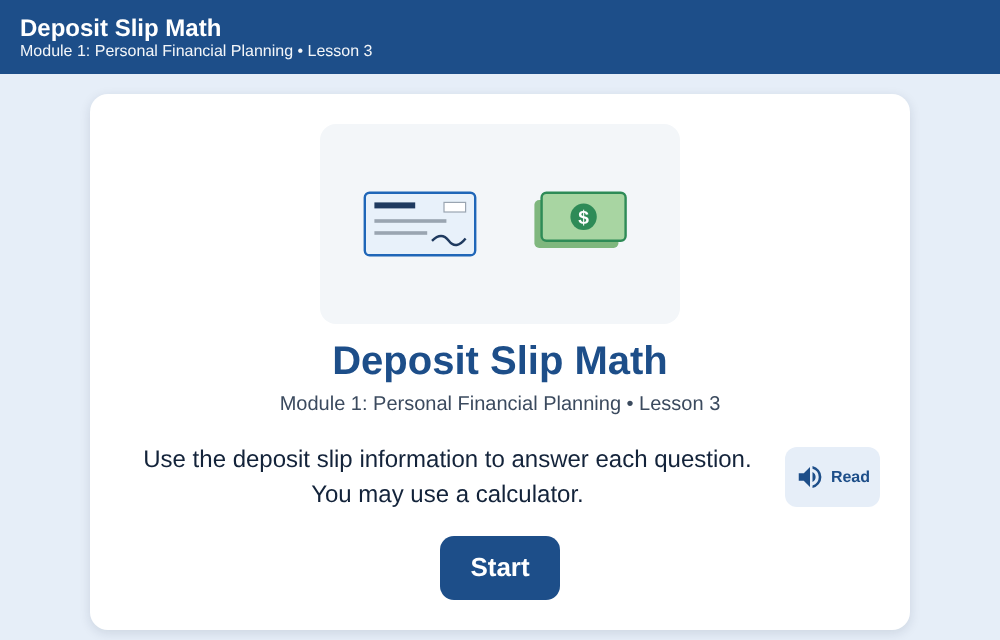 Deposit Slip Math
Module 1: Personal Financial Planning • Lesson 3
$
Deposit Slip Math
Module 1: Personal Financial Planning • Lesson 3
Use the deposit slip information to answer each question.
You may use a calculator.
Read
Start